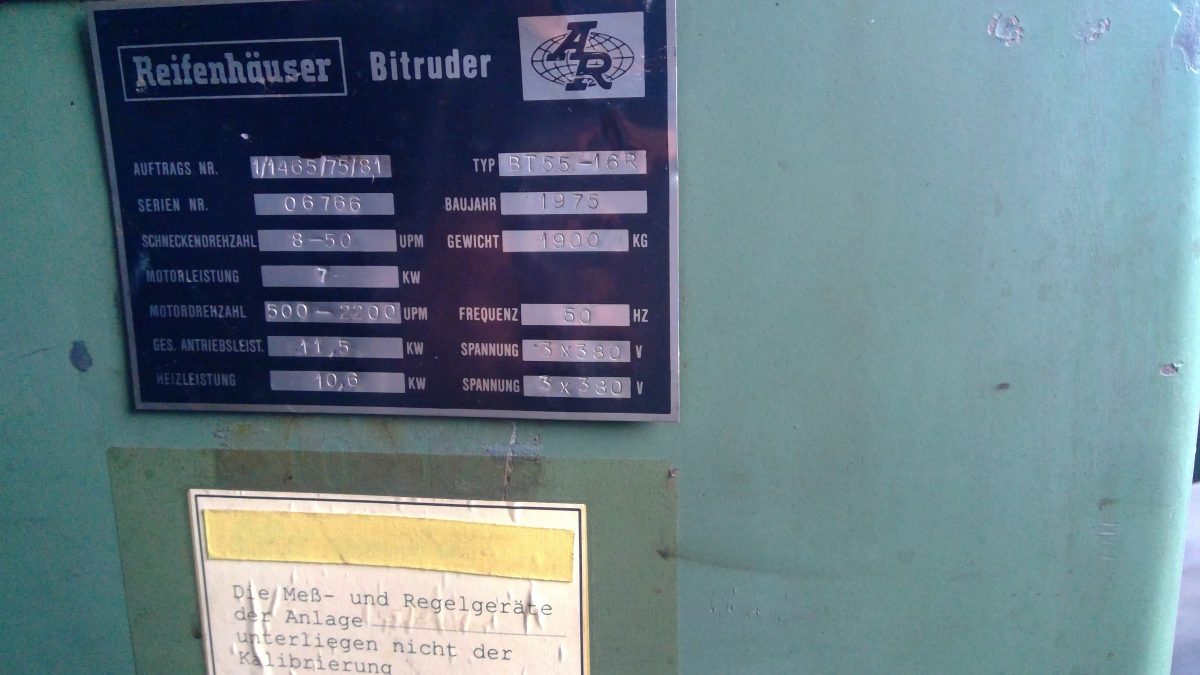 Reifenhäuser Bitruder AR
AUFTRAGS NR. 1/1465/75/81 TYP BT55.-16R
SERIEN NR. 06766 BAUJAHR 1975
SCHNECKENDREHZAHL 8-50 UPM GEWICHT 1900 KG
MOTORLEISTUNG 7 KW
MOTORDREHZAHL 500-2200 UPM FREQUENZ 50 HZ
GES. ANTRIEBSLEIST. 11,5 KW SPANNUNG 3x380 V
HEIZLEISTUNG 10,6 KW SPANNUNG 3x380 V
Die Meß- und Regelgeräte
der Anlage
unterliegen nicht der
Kalibrierung